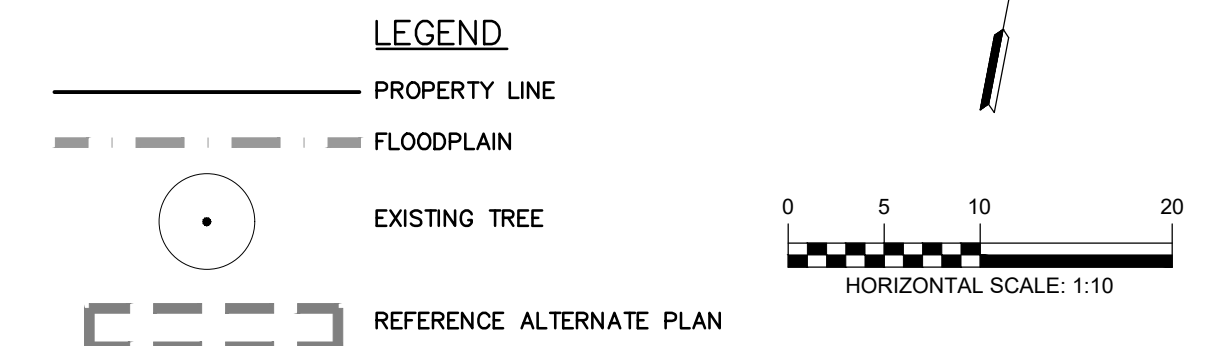 LEGEND
PROPERTY LINE
FLOODPLAIN
EXISTING TREE
REFERENCE ALTERNATE PLAN
0 5 10 20
HORIZONTAL SCALE: 1:10